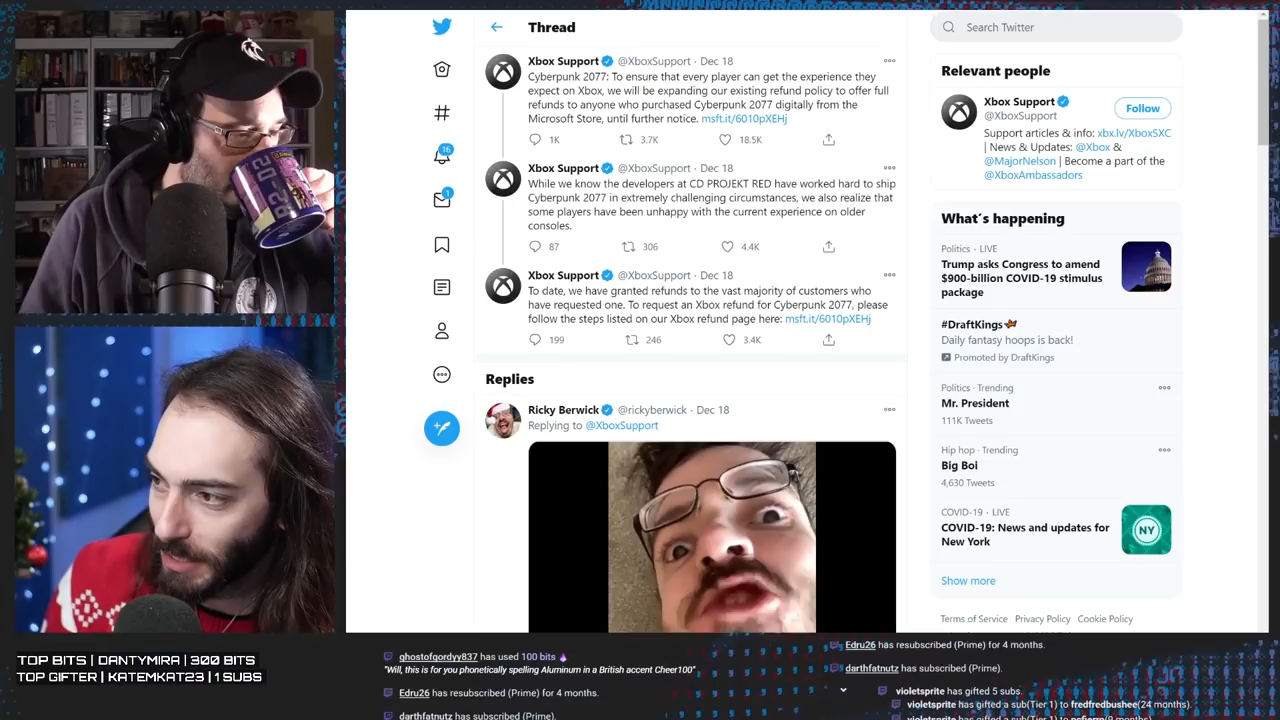 Thread
Search Twitter
Xbox Support @XboxSupport · Dec 18
Cyberpunk 2077: To ensure that every player can get the experience they
expect on Xbox, we will be expanding our existing refund policy to offer full
refunds to anyone who purchased Cyberpunk 2077 digitally from the
Microsoft Store, until further notice. msft.it/6010pXEHj
1K 3.7K 18.5K
Xbox Support @XboxSupport · Dec 18
While we know the developers at CD PROJEKT RED have worked hard to ship
Cyberpunk 2077 in extremely challenging circumstances, we also realize that
some players have been unhappy with the current experience on older
consoles.
87 306 4.4K
Xbox Support @XboxSupport · Dec 18
To date, we have granted refunds to the vast majority of customers who
have requested one. To request an Xbox refund for Cyberpunk 2077, please
follow the steps listed on our Xbox refund page here: msft.it/6010pXEHj
199 246 3.4K
Replies
Ricky Berwick @rickyberwick · Dec 18
Replying to @XboxSupport
16
1
Relevant people
Xbox Support
@XboxSupport
Follow
Support articles & info: xbx.lv/XboxSXC
| News & Updates: @Xbox &
@MajorNelson | Become a part of the
@XboxAmbassadors
What's happening
Politics · LIVE
Trump asks Congress to amend
$900-billion COVID-19 stimulus
package
#DraftKings
Daily fantasy hoops is back!
Promoted by DraftKings
Politics · Trending
Mr. President
111K Tweets
Hip hop · Trending
Big Boi
4,630 Tweets
COVID-19 · LIVE
COVID-19: News and updates for
New York
NY
Show more
Terms of Service Privacy Policy Cookie Policy
TOP BITS | DANTYMIRA | 300 BITS
TOP GIFTER | KATEMKAT23 | 1 SUBS
ghostofgordyy837 has used 100 bits
"Will, this is for you phonetically spelling Aluminum in a British accent Cheer100"
Edru26 has resubscribed (Prime) for 4 months.
darthfatnutz has subscribed (Prime).
Edru26 has resubscribed (Prime) for 4 months.
darthfatnutz has subscribed (Prime).
violetsprite has gifted 5 subs.
violetsprite has gifted a sub(Tier 1) to fredfredbushee(24 months).